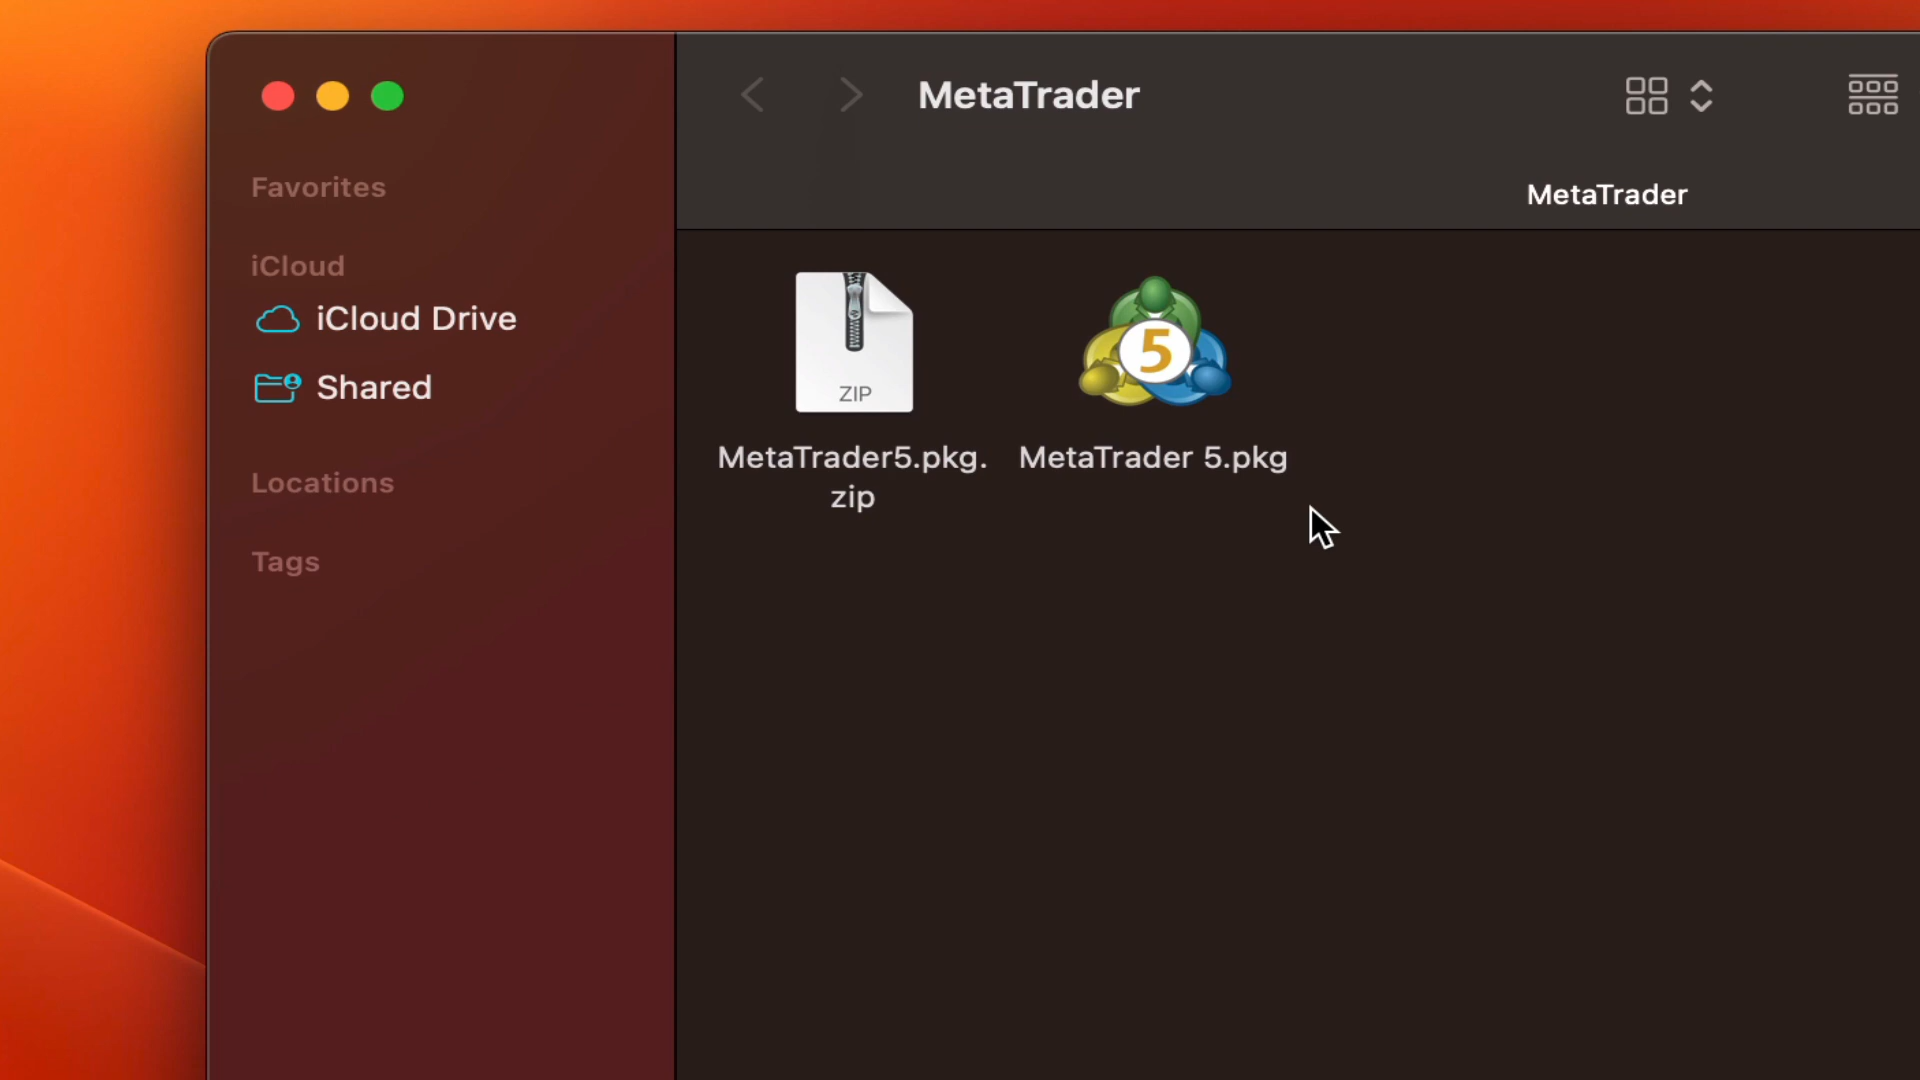 MetaTrader
MetaTrader
Favorites
iCloud
iCloud Drive
Shared
Locations
Tags
ZIP
5
MetaTrader5.pkg.
zip
MetaTrader 5.pkg